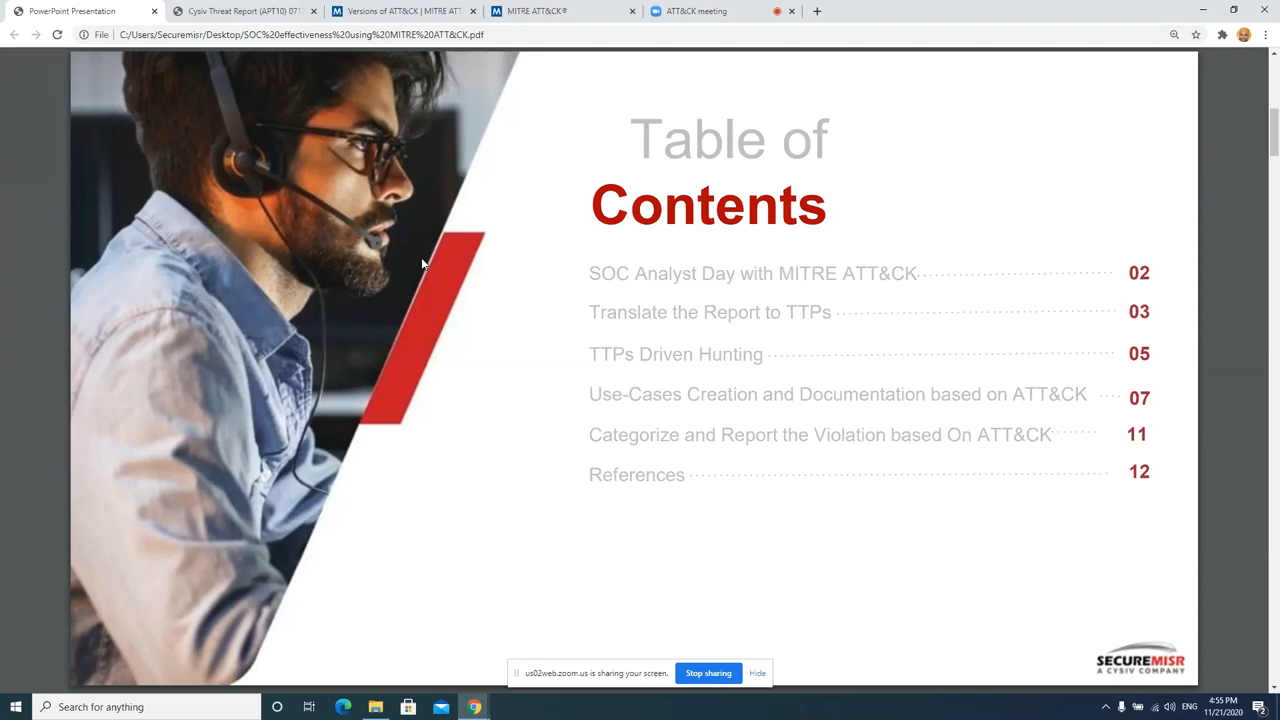 PowerPoint Presentation
Cysiv Threat Report (APT10) 071
Versions of ATT&CK | MITRE ATT
MITRE ATT&CK®
ATT&CK meeting
File
C:/Users/Securemisr/Desktop/SOC%20effectiveness%20using%20MITRE%20ATT&CK.pdf
Table of
Contents
SOC Analyst Day with MITRE ATT&CK 02
Translate the Report to TTPs 03
TTPs Driven Hunting 05
Use-Cases Creation and Documentation based on ATT&CK 07
Categorize and Report the Violation based On ATT&CK 11
References 12
SECUREMISR
A CYSIV COMPANY
us02web.zoom.us is sharing your screen.
Stop sharing
Hide
Search for anything
ENG
4:55 PM
11/21/2020
2